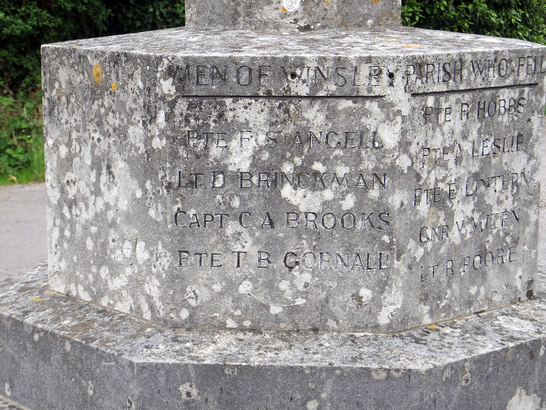 MEN OF WINSLEY PARISH WHO FELL
PTE F S ANGELL
LT D BRINCKMAN
CAPT C A BROOKS
PTE T B CORNALL
PTE R HOBBS
PTE A LESLIE
PTE E LINTERN
GNR V MITEN
LT R POORE